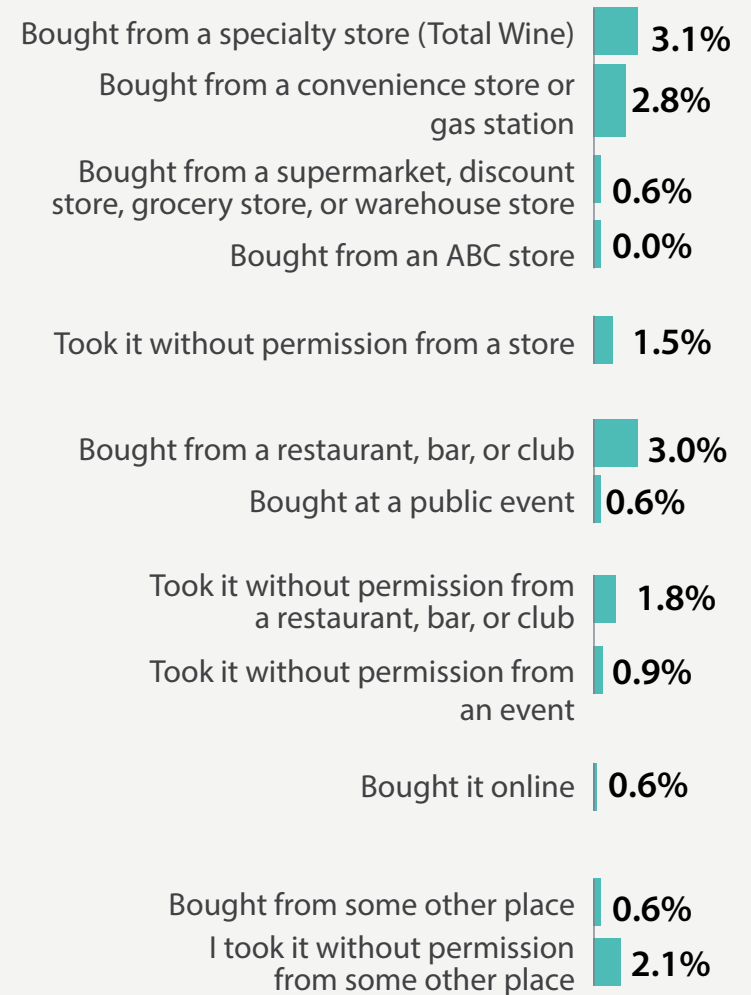 Bought from a specialty store (Total Wine) 3.1%
Bought from a convenience store or
gas station 2.8%
Bought from a supermarket, discount
store, grocery store, or warehouse store 0.6%
Bought from an ABC store 0.0%
Took it without permission from a store 1.5%
Bought from a restaurant, bar, or club 3.0%
Bought at a public event 0.6%
Took it without permission from
a restaurant, bar, or club 1.8%
Took it without permission from
an event 0.9%
Bought it online 0.6%
Bought from some other place 0.6%
I took it without permission
from some other place 2.1%